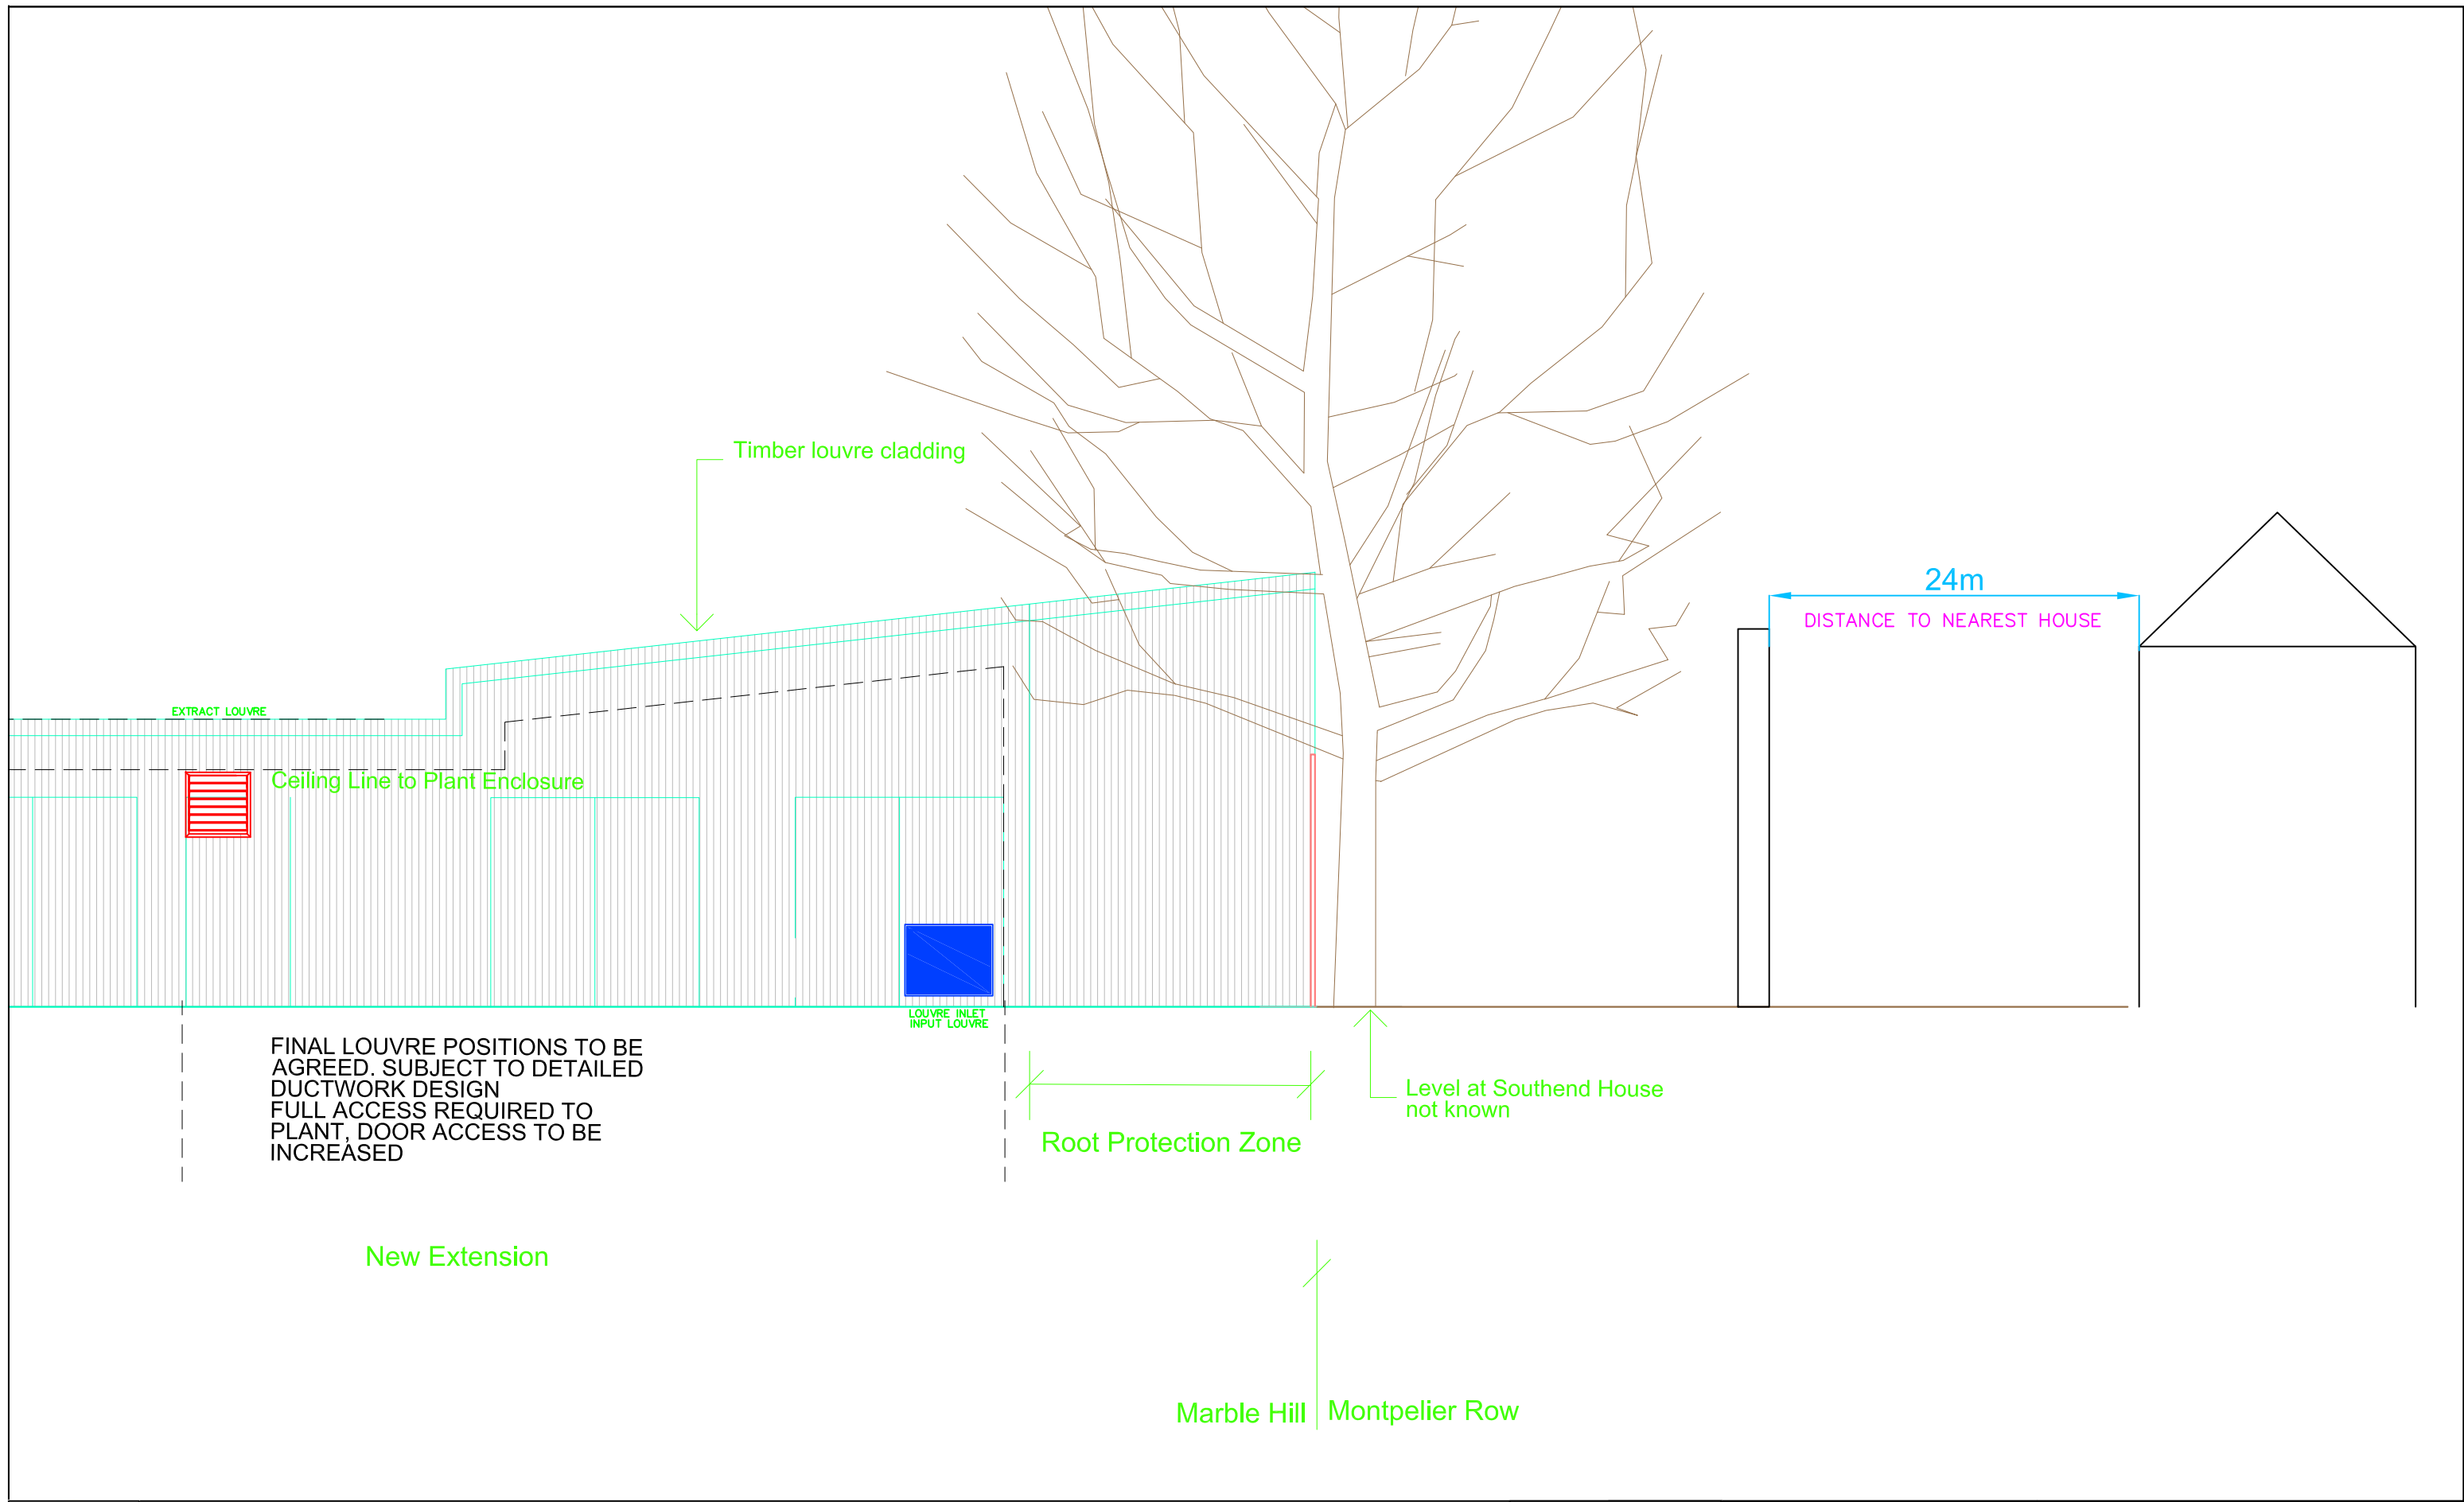 Timber louvre cladding
24m
DISTANCE TO NEAREST HOUSE
EXTRACT LOUVRE
Ceiling Line to Plant Enclosure
LOUVRE INLET
INPUT LOUVRE
FINAL LOUVRE POSITIONS TO BE
AGREED. SUBJECT TO DETAILED
DUCTWORK DESIGN
FULL ACCESS REQUIRED TO
PLANT, DOOR ACCESS TO BE
INCREASED
Level at Southend House
not known
Root Protection Zone
New Extension
Marble Hill
Montpelier Row